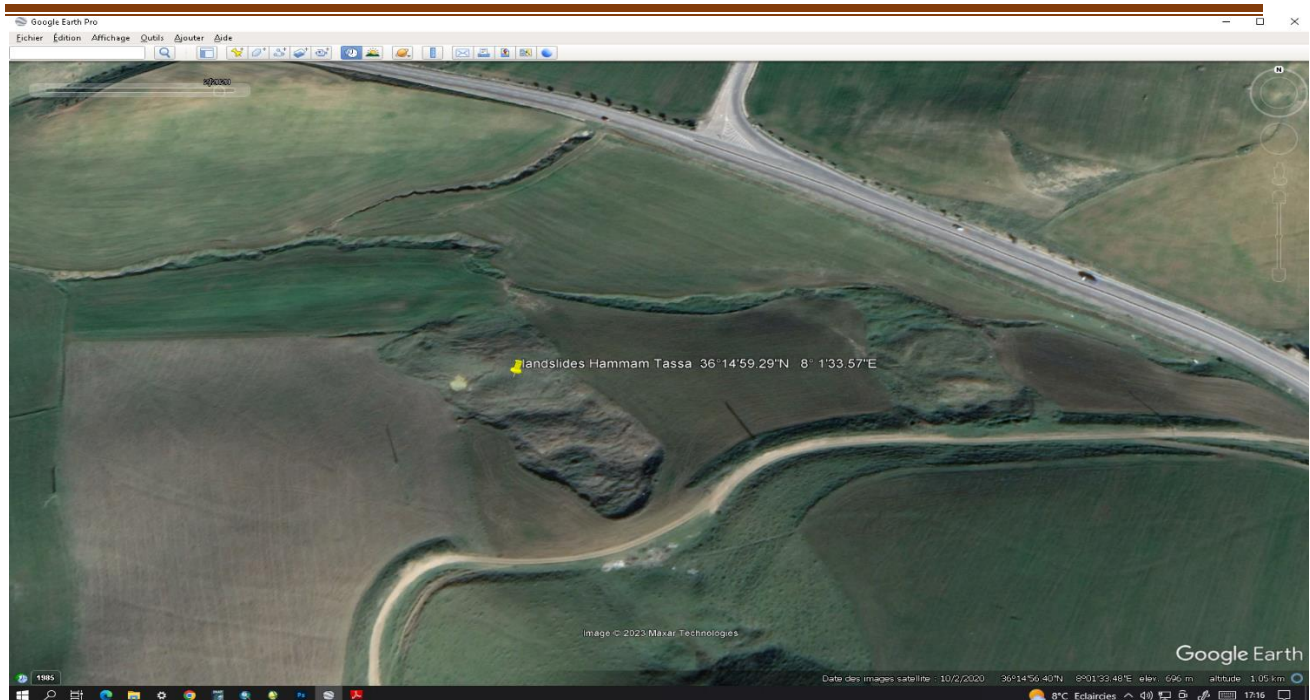 Google Earth Pro
Fichier Édition Affichage Outils Ajouter Aide
N
landslides Hammam Tassa 36°14'59.29"N 8° 1'33.57"E
Image © 2023 Maxar Technologies
Google Earth
1985
Date des images satellite : 10/2/2020 36°14'56.40"N 8°01'33.48"E elev. 696 m altitude 1.05 km
8°C Eclaircies 17:16